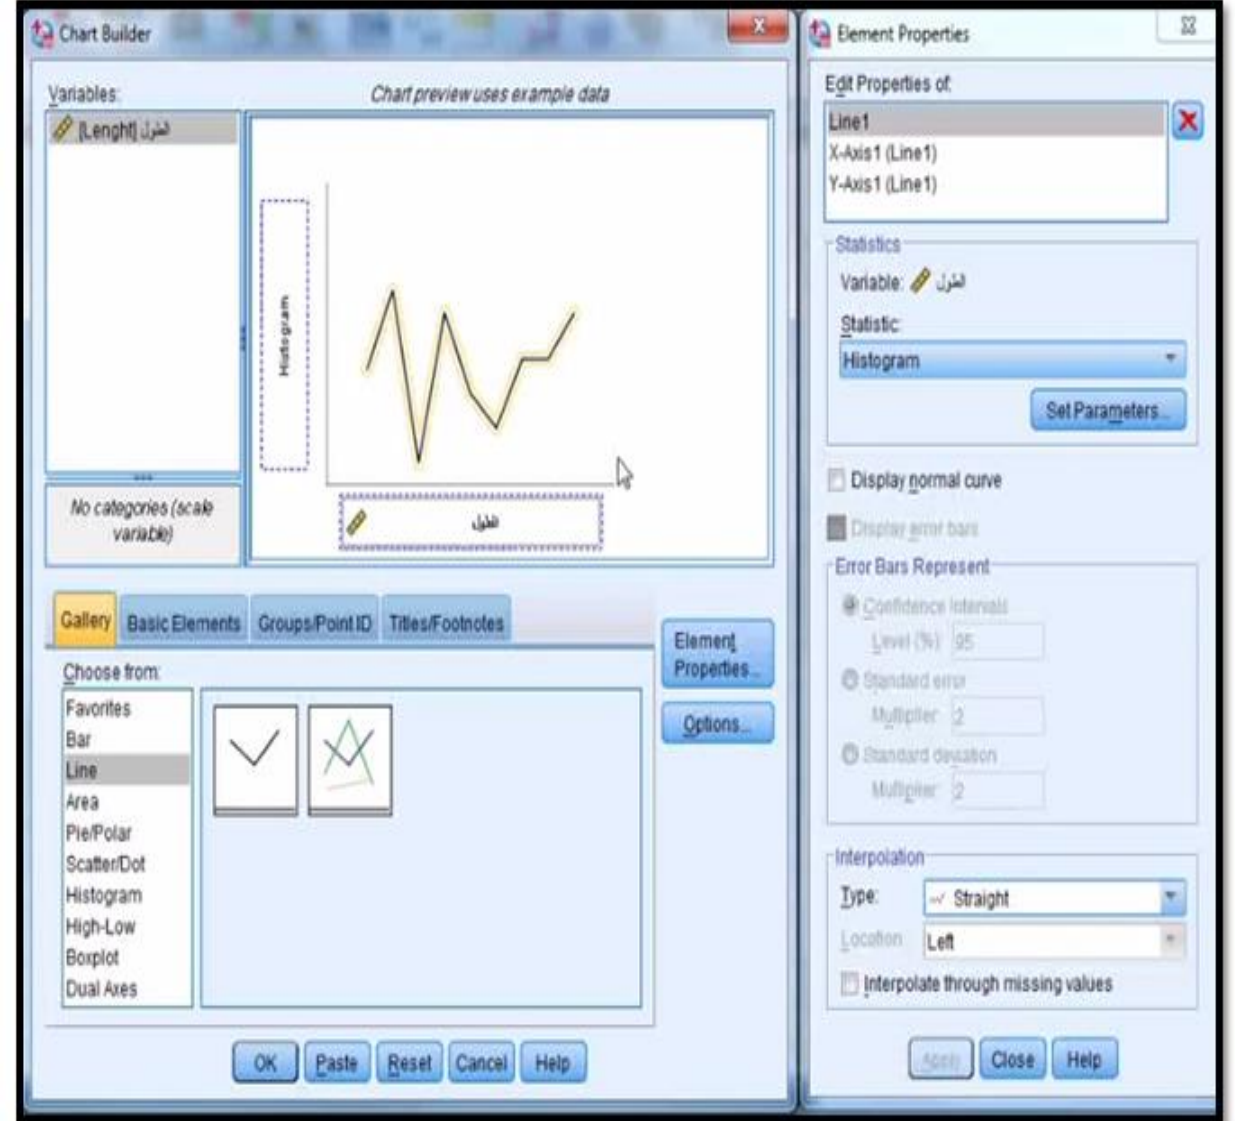 Chart Builder
Variables:
Chart preview uses example data
[Lenght] الطول
Histogram
الطول
No categories (scale
variable)
Gallery
Basic Elements
Groups/Point ID
Titles/Footnotes
Choose from:
Favorites
Bar
Line
Area
Pie/Polar
Scatter/Dot
Histogram
High-Low
Boxplot
Dual Axes
Element
Properties...
Options...
OK
Paste
Reset
Cancel
Help
Element Properties
Edit Properties of:
Line1
X-Axis1 (Line1)
Y-Axis1 (Line1)
Statistics
Variable: الطول
Statistic:
Histogram
Set Parameters...
Display normal curve
Display error bars
Error Bars Represent
Confidence intervals
Level (%): 95
Standard error
Multiplier: 2
Standard deviation
Multiplier: 2
Interpolation
Type: Straight
Location: Left
Interpolate through missing values
Apply
Close
Help